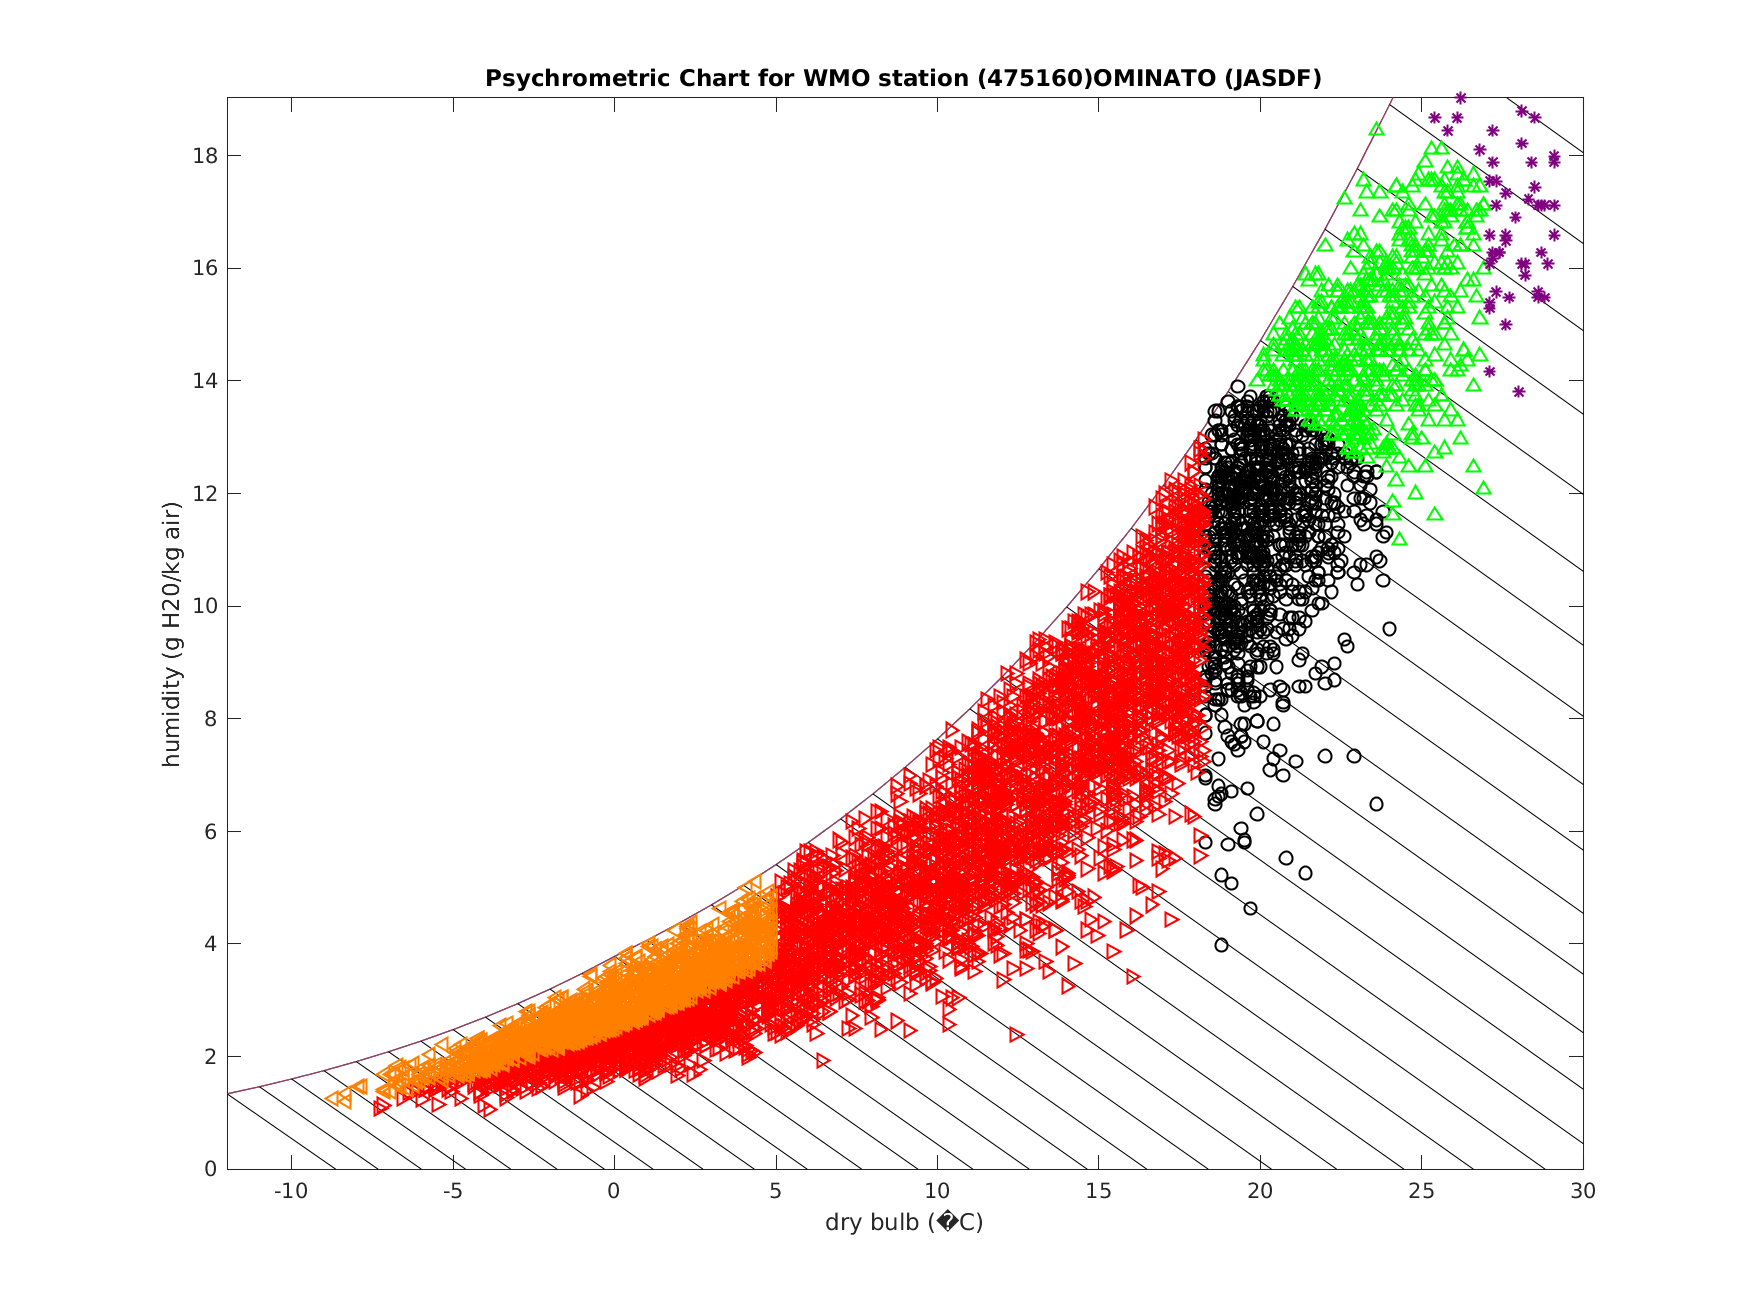 Psychrometric Chart for WMO station (475160)OMINATO (JASDF)
18
16
14
12
10
8
6
4
2
0
humidity (g H20/kg air)
-10 -5 0 5 10 15 20 25 30
dry bulb (�C)